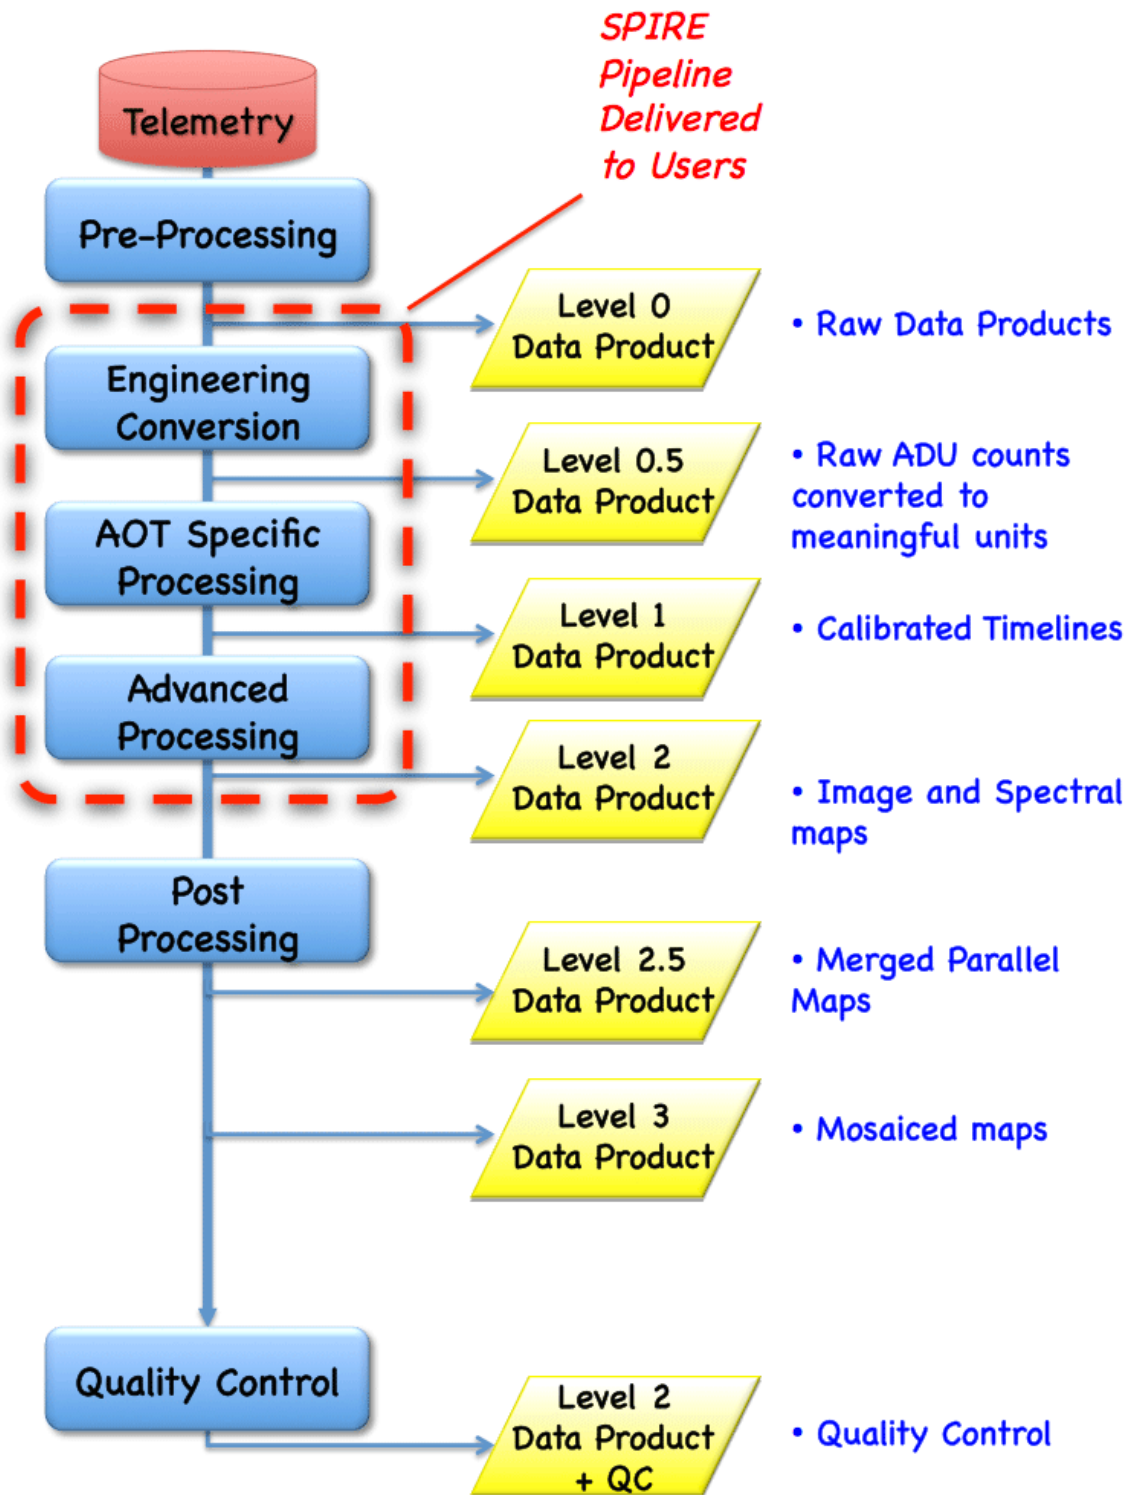 SPIRE
Pipeline
Delivered
to Users
Telemetry
Pre-Processing
Level 0
Data Product
• Raw Data Products
Engineering
Conversion
Level 0.5
Data Product
• Raw ADU counts
converted to
meaningful units
AOT Specific
Processing
Level 1
Data Product
• Calibrated Timelines
Advanced
Processing
Level 2
Data Product
• Image and Spectral
maps
Post
Processing
Level 2.5
Data Product
• Merged Parallel
Maps
Level 3
Data Product
• Mosaiced maps
Quality Control
Level 2
Data Product
+ QC
• Quality Control